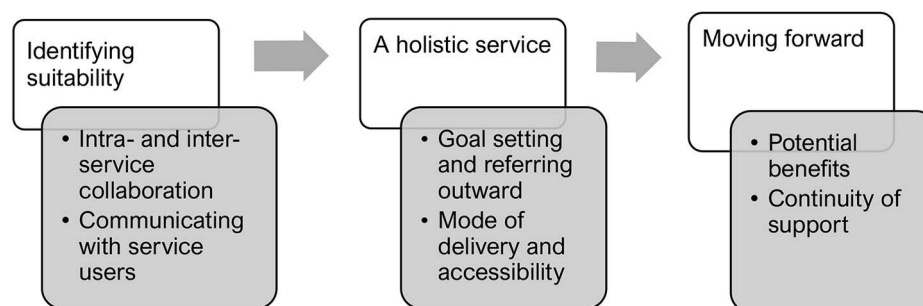 Identifying
suitability
• Intra- and inter-
service
collaboration
• Communicating
with service
users
A holistic service
• Goal setting
and referring
outward
• Mode of
delivery and
accessibility
Moving forward
• Potential
benefits
• Continuity of
support